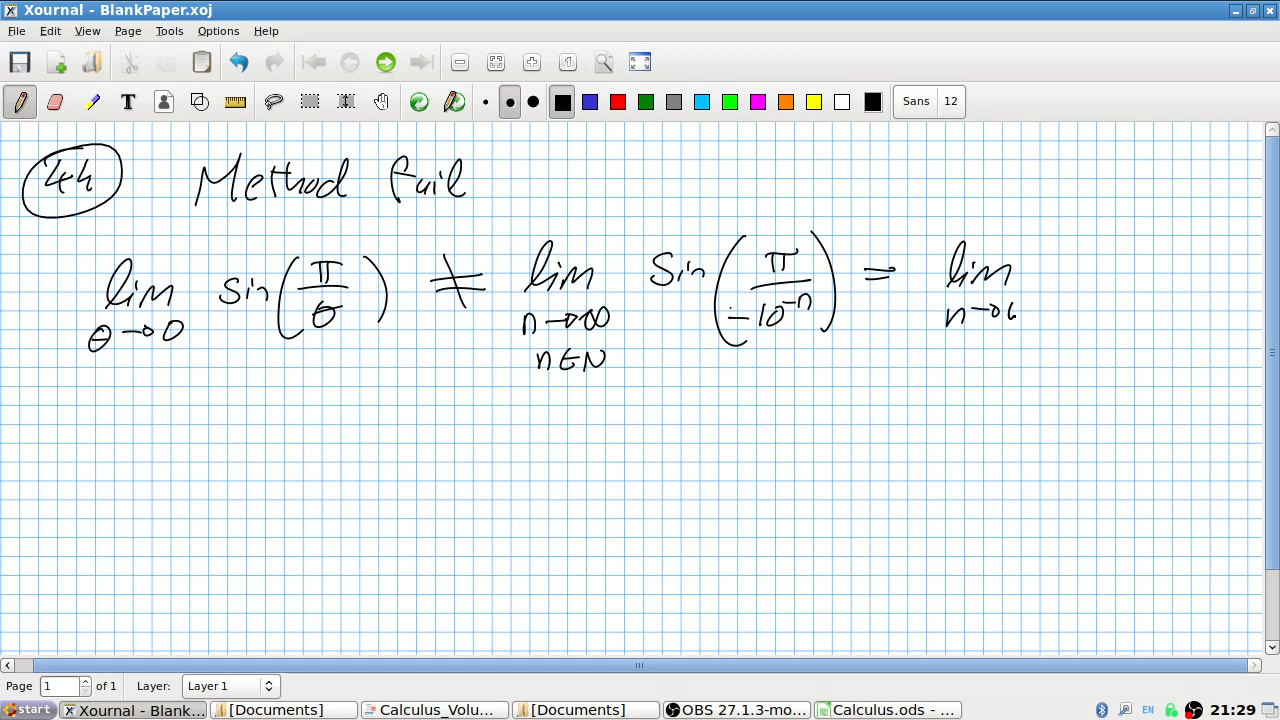 Xournal - BlankPaper.xoj
File Edit View Page Tools Options Help
Sans 12
44 Method fail
lim sin(π/θ) ≠ lim sin(π/-10^-n) = lim
θ→0 n→∞ n→
n∈N
Page 1 of 1 Layer: Layer 1
start Xournal - Blank... [Documents] Calculus_Volu... [Documents] OBS 27.1.3-mo... Calculus.ods - ... EN 21:29